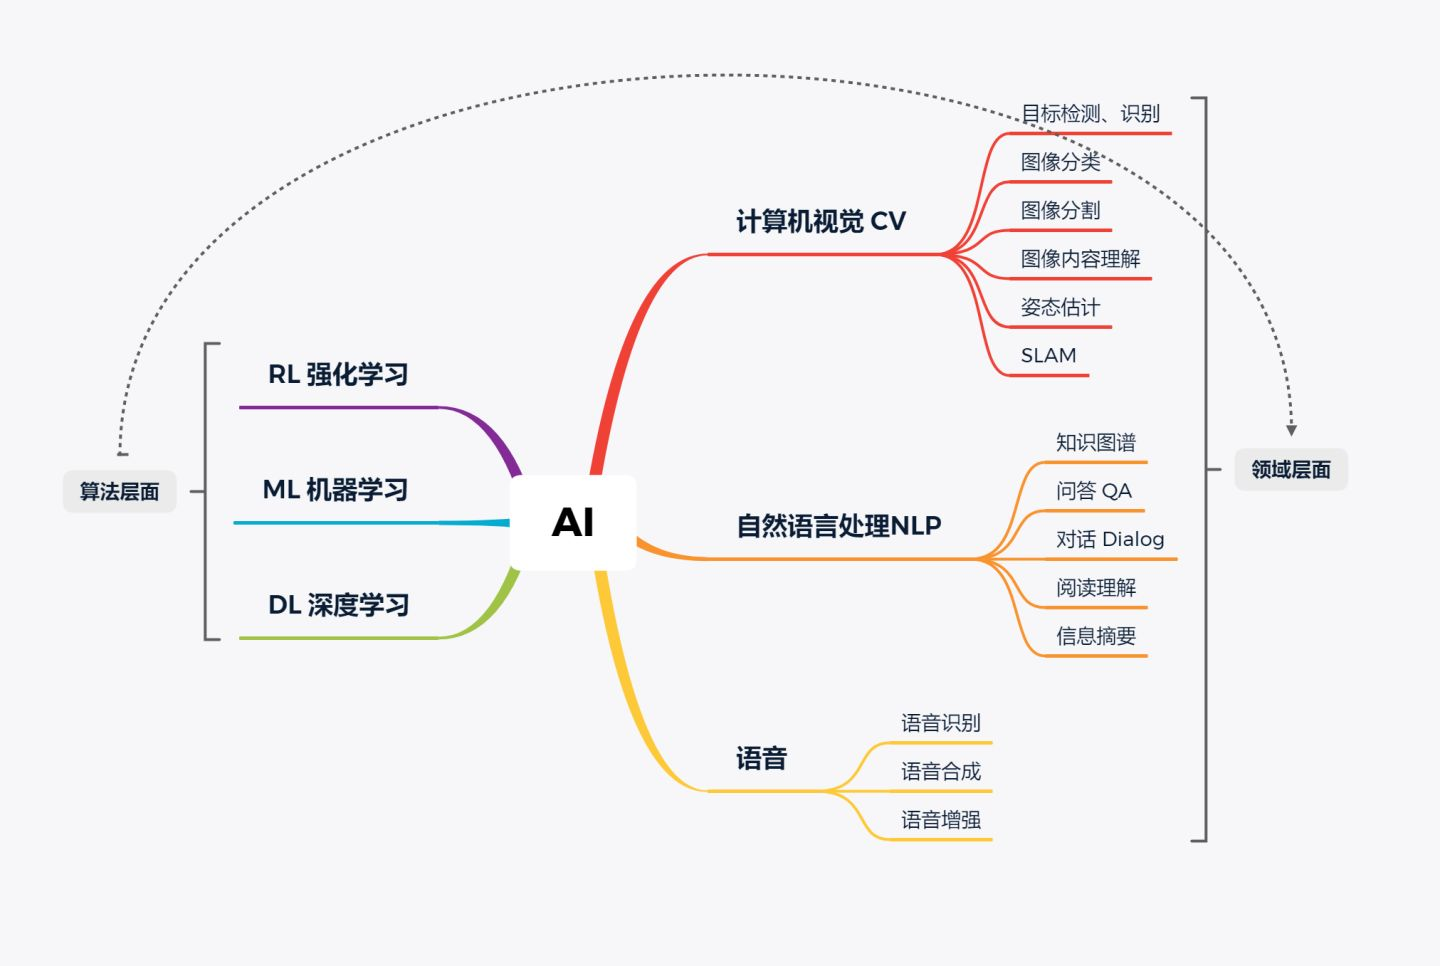 算法层面
RL 强化学习
ML 机器学习
DL 深度学习
AI
计算机视觉 CV
目标检测、识别
图像分类
图像分割
图像内容理解
姿态估计
SLAM
自然语言处理NLP
知识图谱
问答 QA
对话 Dialog
阅读理解
信息摘要
语音
语音识别
语音合成
语音增强
领域层面